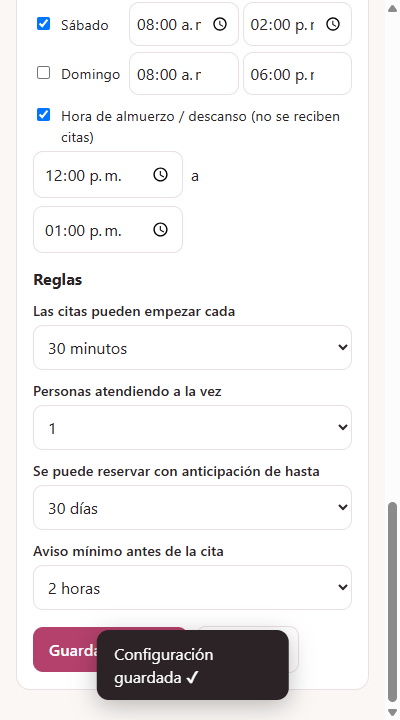 Sábado 08:00 a. 02:00 p.
Domingo 08:00 a. 06:00 p.
Hora de almuerzo / descanso (no se reciben
citas)
12:00 p. m. a
01:00 p. m.
Reglas
Las citas pueden empezar cada
30 minutos
Personas atendiendo a la vez
1
Se puede reservar con anticipación de hasta
30 días
Aviso mínimo antes de la cita
2 horas
Configuración
guardada ✓